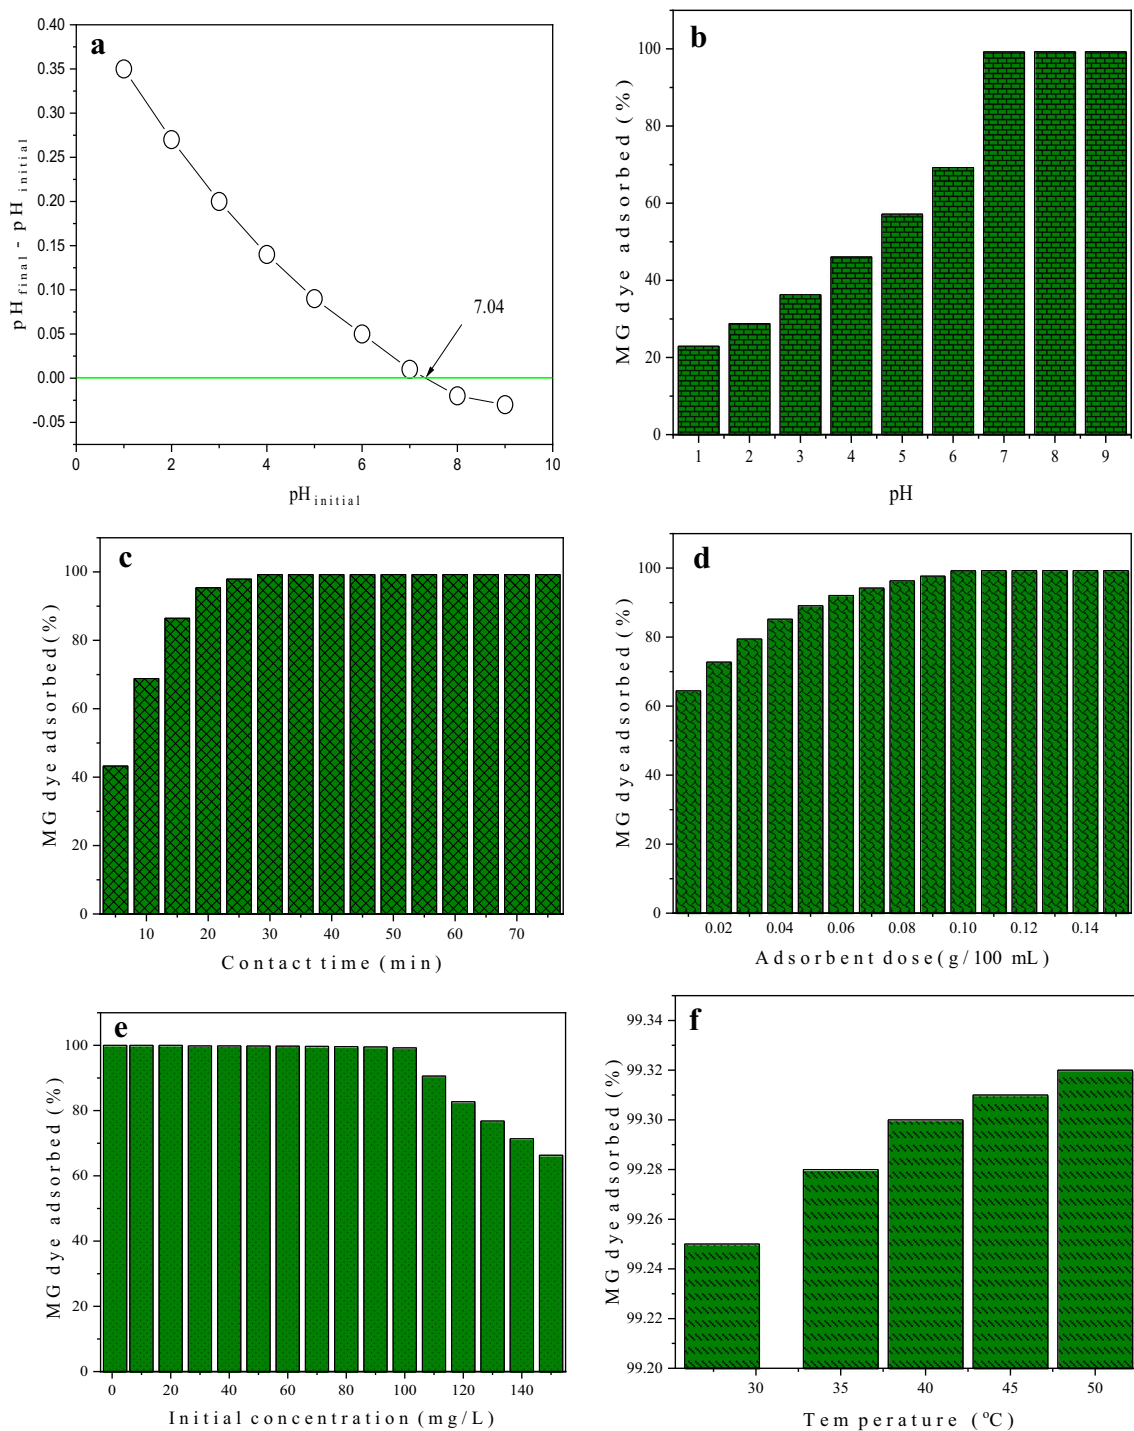 a
0.40
0.35
0.30
0.25
0.20
0.15
0.10
0.05
0.00
-0.05
pH final - pH initial
7.04
0 2 4 6 8 10
pH initial
b
100
80
60
40
20
0
MG dye adsorbed (%)
1 2 3 4 5 6 7 8 9
pH
c
100
80
60
40
20
0
MG dye adsorbed (%)
10 20 30 40 50 60 70
Contact time (min)
d
100
80
60
40
20
0
MG dye adsorbed (%)
0.02 0.04 0.06 0.08 0.10 0.12 0.14
Adsorbent dose(g/100 mL)
e
100
80
60
40
20
0
MG dye adsorbed (%)
0 20 40 60 80 100 120 140
Initial concentration (mg/L)
f
99.34
99.32
99.30
99.28
99.26
99.24
99.22
99.20
MG dye adsorbed (%)
30 35 40 45 50
Temperature (ºC)